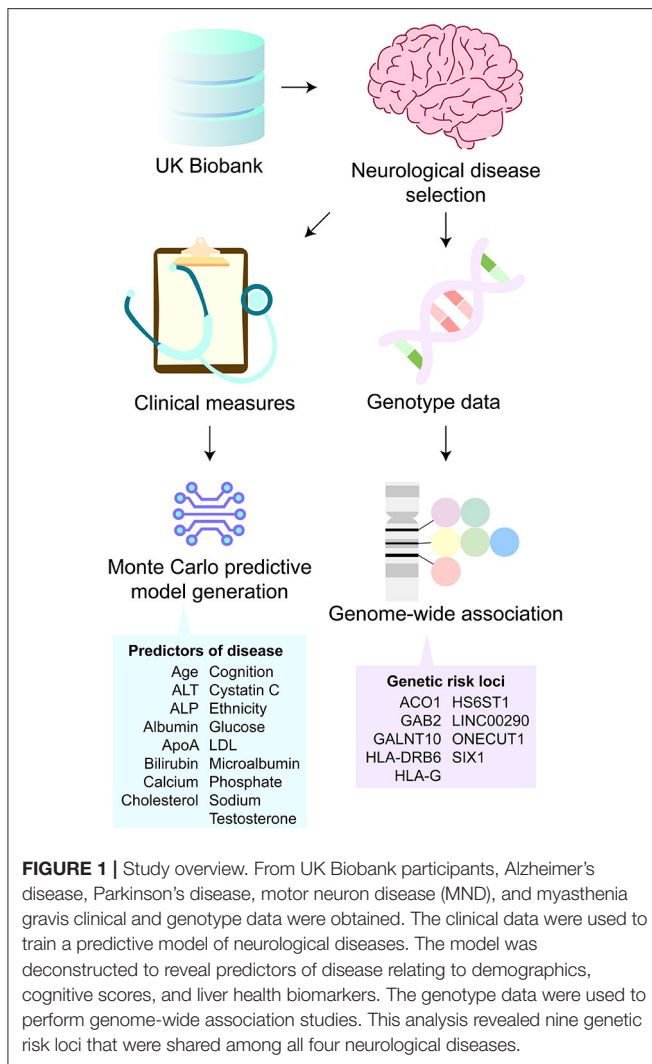 UK Biobank
Neurological disease
selection
Clinical measures
Genotype data
Monte Carlo predictive
model generation
Genome-wide association
Predictors of disease
Age Cognition
ALT Cystatin C
ALP Ethnicity
Albumin Glucose
ApoA LDL
Bilirubin Microalbumin
Calcium Phosphate
Cholesterol Sodium
Testosterone
Genetic risk loci
ACO1 HS6ST1
GAB2 LINC00290
GALNT10 ONECUT1
HLA-DRB6 SIX1
HLA-G
FIGURE 1 | Study overview. From UK Biobank participants, Alzheimer's
disease, Parkinson's disease, motor neuron disease (MND), and myasthenia
gravis clinical and genotype data were obtained. The clinical data were used to
train a predictive model of neurological diseases. The model was
deconstructed to reveal predictors of disease relating to demographics,
cognitive scores, and liver health biomarkers. The genotype data were used to
perform genome-wide association studies. This analysis revealed nine genetic
risk loci that were shared among all four neurological diseases.